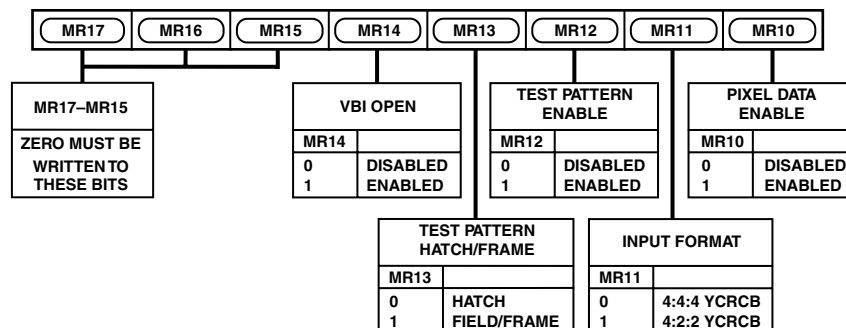 MR17 MR16 MR15 MR14 MR13 MR12 MR11 MR10
MR17–MR15
ZERO MUST BE
WRITTEN TO
THESE BITS
VBI OPEN
MR14
0 DISABLED
1 ENABLED
TEST PATTERN
ENABLE
MR12
0 DISABLED
1 ENABLED
PIXEL DATA
ENABLE
MR10
0 DISABLED
1 ENABLED
TEST PATTERN
HATCH/FRAME
MR13
0 HATCH
1 FIELD/FRAME
INPUT FORMAT
MR11
0 4:4:4 YCRCB
1 4:2:2 YCRCB